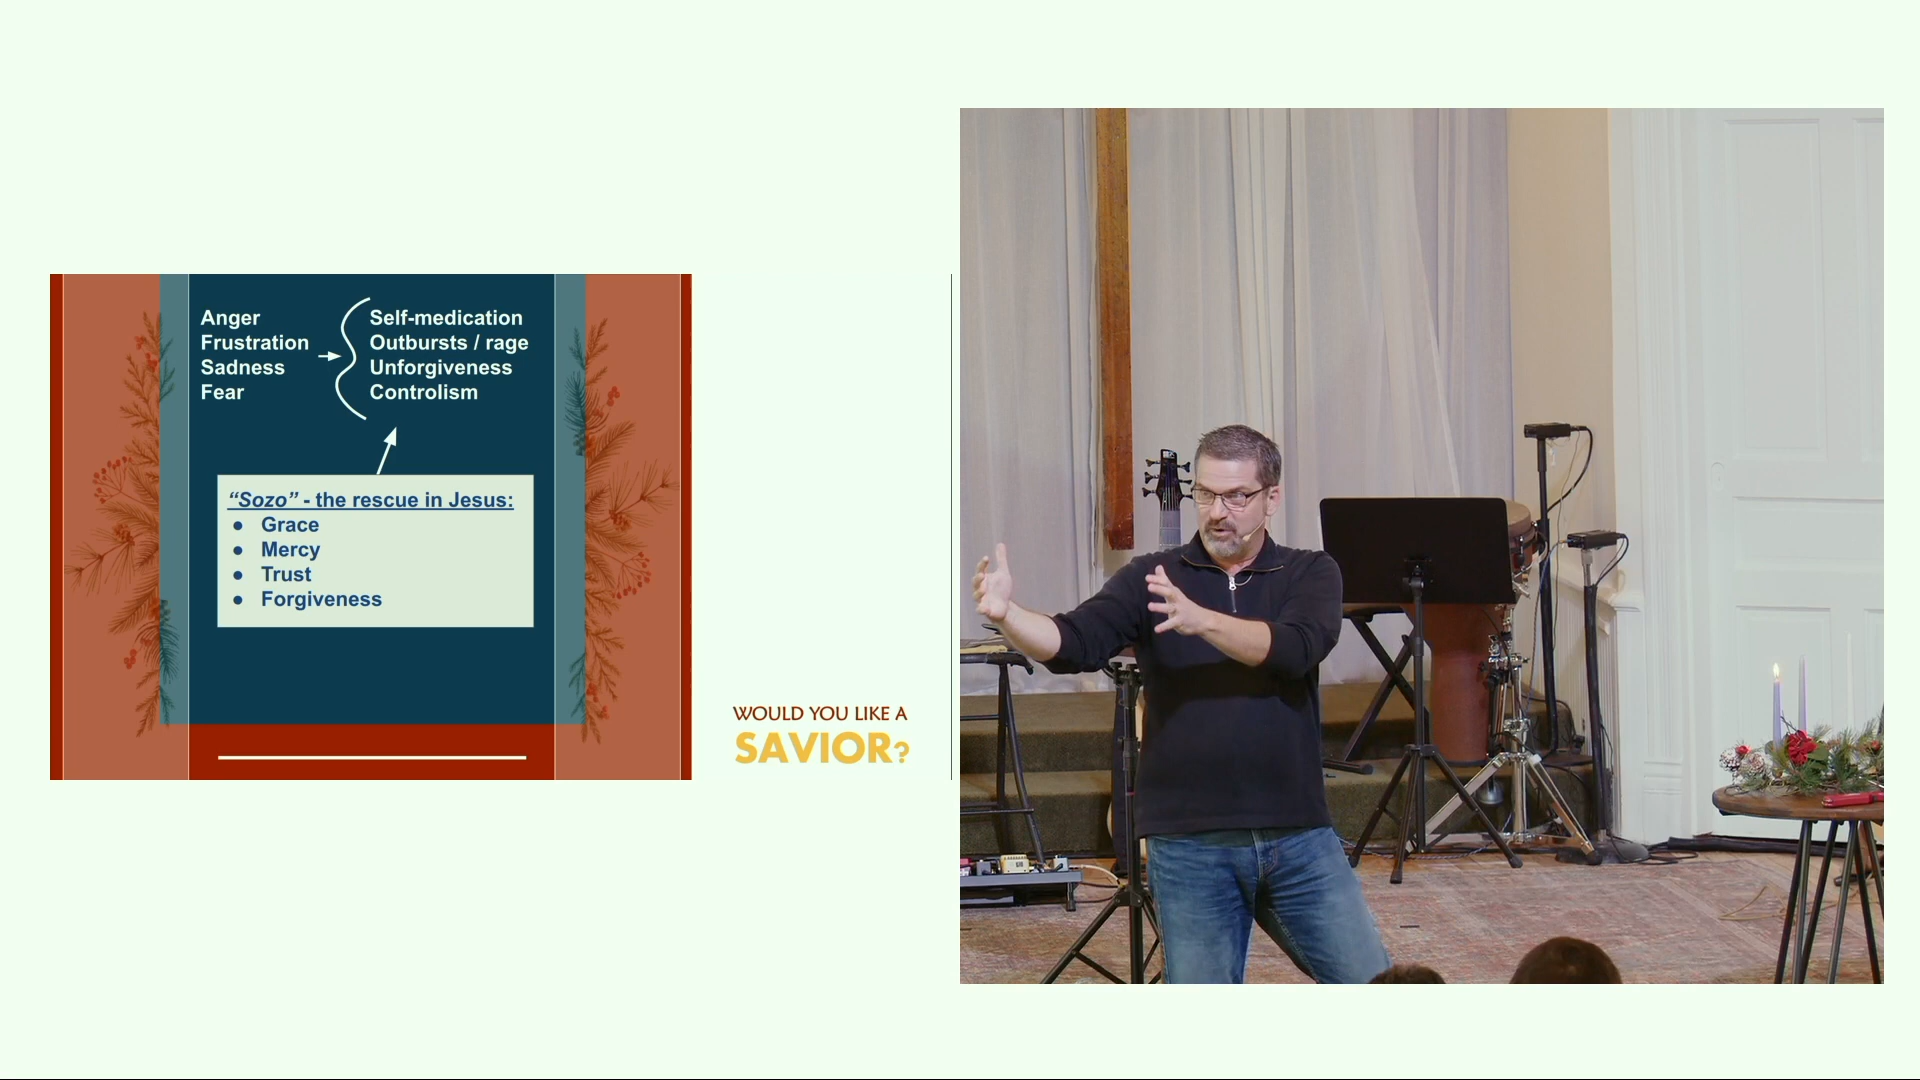 Anger
Frustration
Sadness
Fear
Self-medication
Outbursts / rage
Unforgiveness
Controlism
“Sozo” - the rescue in Jesus:
● Grace
● Mercy
● Trust
● Forgiveness
WOULD YOU LIKE A
SAVIOR?